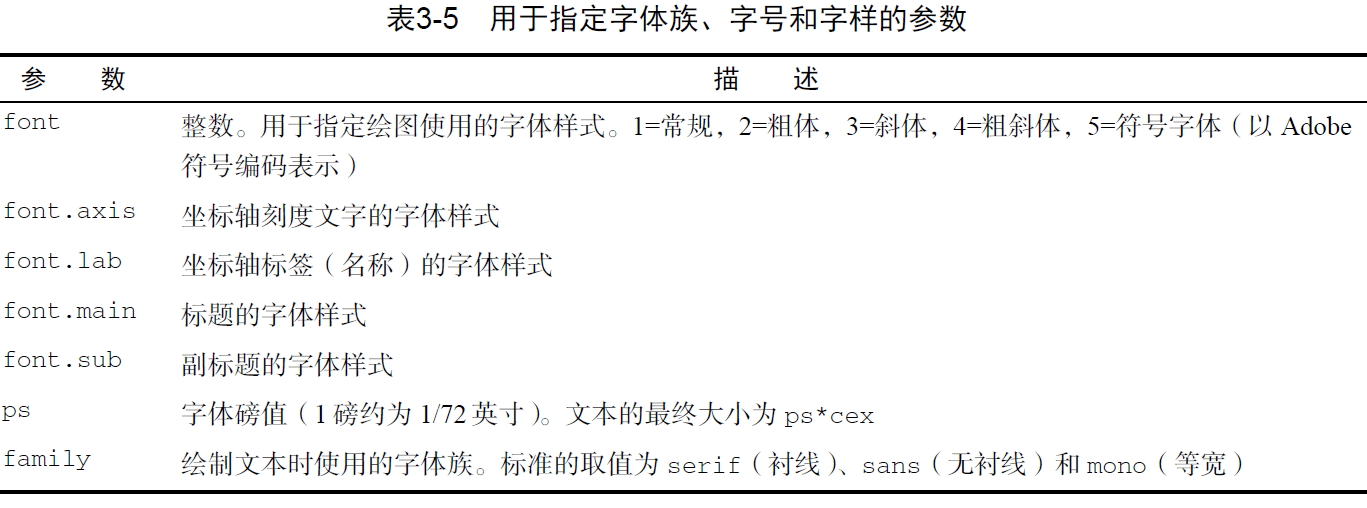 表3-5 用于指定字体族、字号和字样的参数
参 数 描 述
font 整数。用于指定绘图使用的字体样式。1=常规，2=粗体，3=斜体，4=粗斜体，5=符号字体（以 Adobe
符号编码表示）
font.axis 坐标轴刻度文字的字体样式
font.lab 坐标轴标签（名称）的字体样式
font.main 标题的字体样式
font.sub 副标题的字体样式
ps 字体磅值（1 磅约为 1/72 英寸）。文本的最终大小为 ps*cex
family 绘制文本时使用的字体族。标准的取值为 serif（衬线）、sans（无衬线）和 mono（等宽）